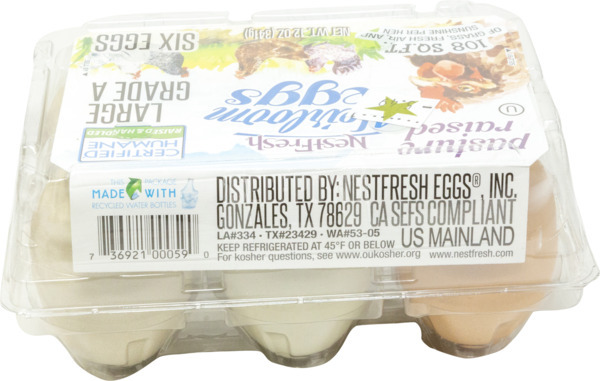 NET WT. 12 OZ (341g)
SIX EGGS
108 SQ.FT.
OF GRASS, FRESH AIR, AND
SUNSHINE PER HEN
LARGE
GRADE A
NestFresh
Heirloom
eggs
pasture
raised
U
CERTIFIED
HUMANE
RAISED & HANDLED
MADE WITH
RECYCLED WATER BOTTLES
7 36921 00059 0
DISTRIBUTED BY: NESTFRESH EGGS®, INC.
GONZALES, TX 78629 CA SEFS COMPLIANT
LA#334 • TX#23429 • WA#53-05 US MAINLAND
KEEP REFRIGERATED AT 45°F OR BELOW
For kosher questions, see www.oukosher.org www.nestfresh.com